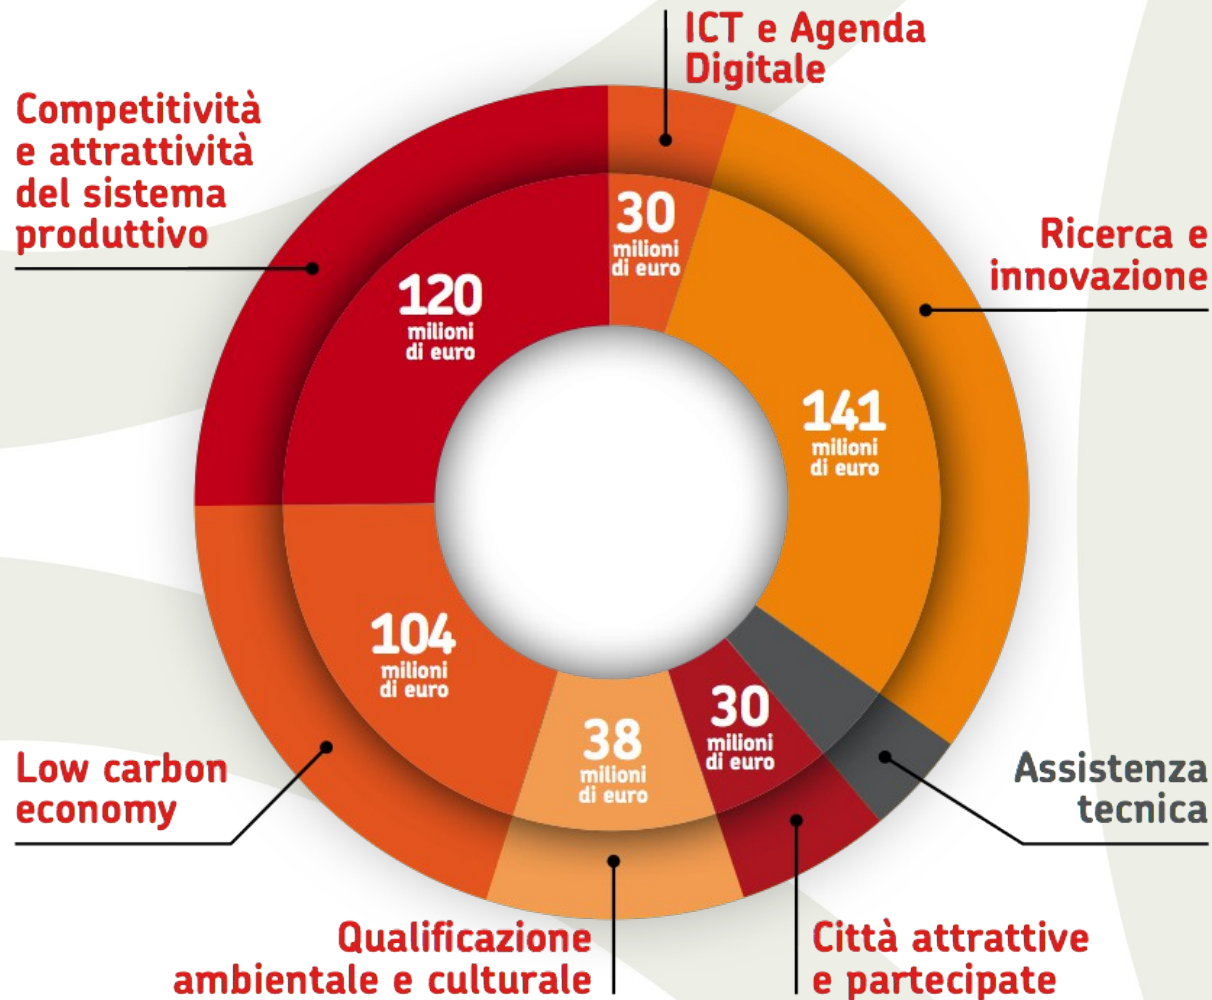 ICT e Agenda
Digitale
Competitività
e attrattività
del sistema
produttivo
Ricerca e
innovazione
30
milioni
di euro
120
milioni
di euro
141
milioni
di euro
104
milioni
di euro
38
milioni
di euro
30
milioni
di euro
Low carbon
economy
Assistenza
tecnica
Qualificazione
ambientale e culturale
Città attrattive
e partecipate